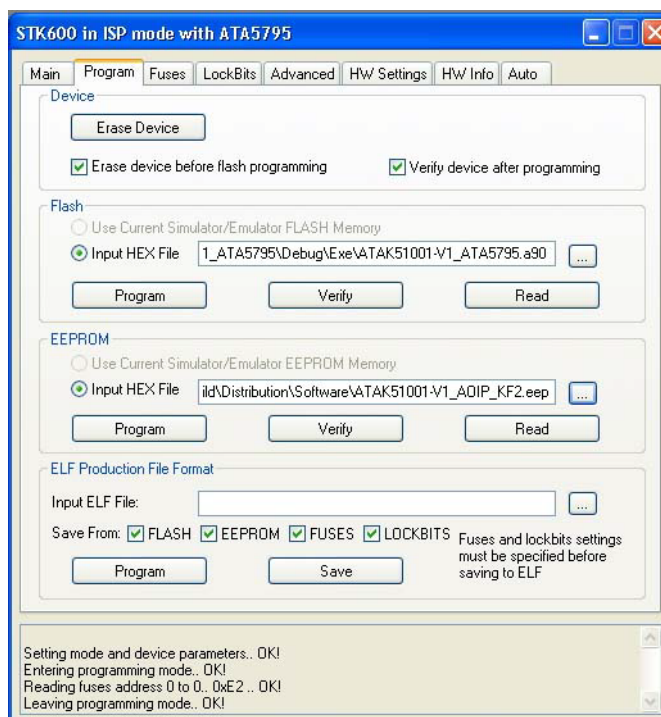 STK600 in ISP mode with ATA5795
Main Program Fuses LockBits Advanced HW Settings HW Info Auto
Device
Erase Device
Erase device before flash programming Verify device after programming
Flash
Use Current Simulator/Emulator FLASH Memory
Input HEX File 1_ATA5795\Debug\Exe\ATAK51001-V1_ATA5795.a90 ...
Program Verify Read
EEPROM
Use Current Simulator/Emulator EEPROM Memory
Input HEX File ild\Distribution\Software\ATAK51001-V1_AOIP_KF2.eep ...
Program Verify Read
ELF Production File Format
Input ELF File: ...
Save From: FLASH EEPROM FUSES LOCKBITS Fuses and lockbits settings
must be specified before
Program Save saving to ELF
Setting mode and device parameters.. OK!
Entering programming mode.. OK!
Reading fuses address 0 to 0.. 0xE2 .. OK!
Leaving programming mode.. OK!